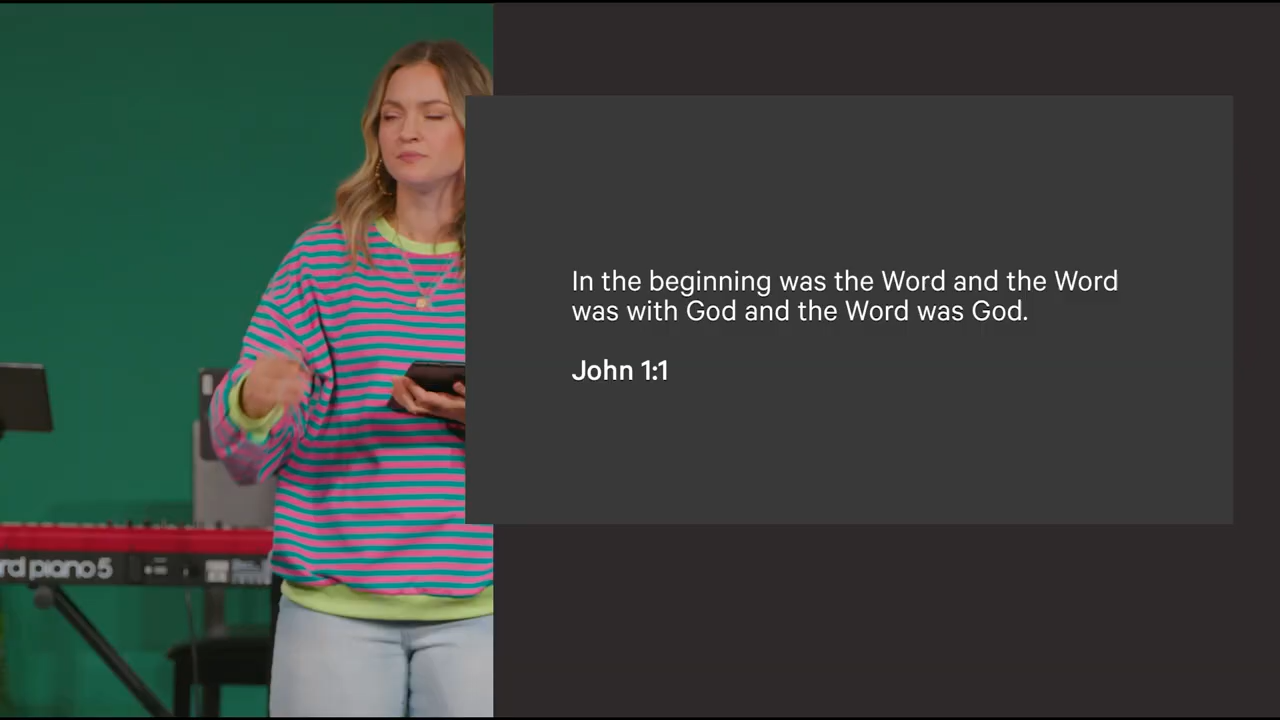 In the beginning was the Word and the Word
was with God and the Word was God.
John 1:1
rd piano 5